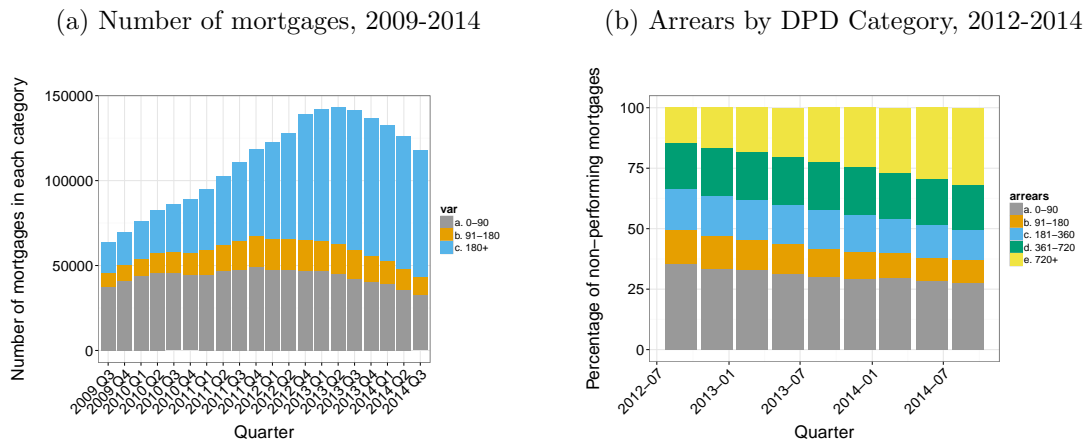 (a) Number of mortgages, 2009-2014
Number of mortgages in each category
150000
100000
50000
0
2009 Q3
2009 Q4
2010 Q1
2010 Q2
2010 Q3
2010 Q4
2011 Q1
2011 Q2
2011 Q3
2011 Q4
2012 Q1
2012 Q2
2012 Q4
2013 Q1
2013 Q2
2013 Q3
2013 Q4
2014 Q1
2014 Q2
2014 Q3
Quarter
var
a. 0–90
b. 91–180
c. 180+
(b) Arrears by DPD Category, 2012-2014
Percentage of non–performing mortgages
100
75
50
25
0
2012–07
2013–01
2013–07
2014–01
2014–07
Quarter
arrears
a. 0–90
b. 91–180
c. 181–360
d. 361–720
e. 720+